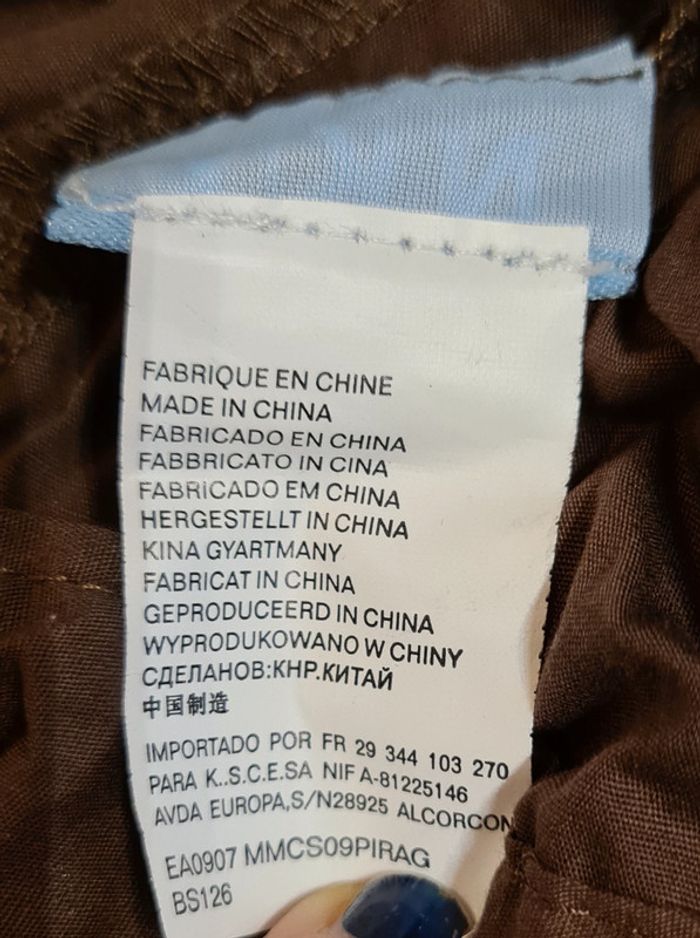 FABRIQUE EN CHINE
MADE IN CHINA
FABRICADO EN CHINA
FABBRICATO IN CINA
FABRICADO EM CHINA
HERGESTELLT IN CHINA
KINA GYARTMANY
FABRICAT IN CHINA
GEPRODUCEERD IN CHINA
WYPRODUKOWANO W CHINY
СДЕЛАНОВ:КНР.КИТАЙ
中国制造
IMPORTADO POR FR 29 344 103 270
PARA K..S.C.E.SA NIF A-81225146
AVDA EUROPA,S/N28925 ALCORCON
EA0907 MMCS09PIRAG
BS126